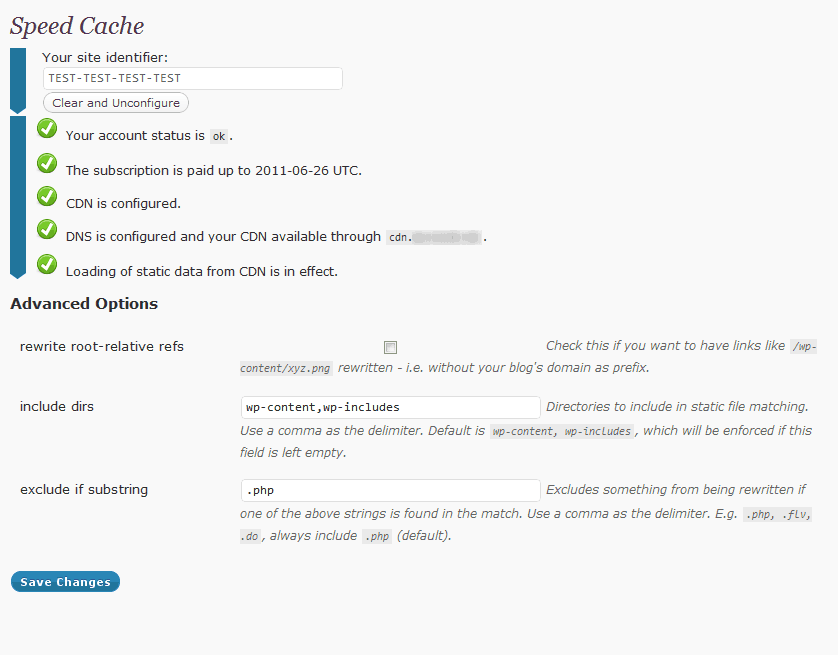 Speed Cache
Your site identifier:
TEST-TEST-TEST-TEST
Clear and Unconfigure
Your account status is ok.
The subscription is paid up to 2011-06-26 UTC.
CDN is configured.
DNS is configured and your CDN available through cdn. .
Loading of static data from CDN is in effect.
Advanced Options
rewrite root-relative refs Check this if you want to have links like /wp-
content/xyz.png rewritten - i.e. without your blog's domain as prefix.
include dirs wp-content,wp-includes Directories to include in static file matching.
Use a comma as the delimiter. Default is wp-content, wp-includes, which will be enforced if this
field is left empty.
exclude if substring .php Excludes something from being rewritten if
one of the above strings is found in the match. Use a comma as the delimiter. E.g. .php, .flv,
.do, always include .php (default).
Save Changes